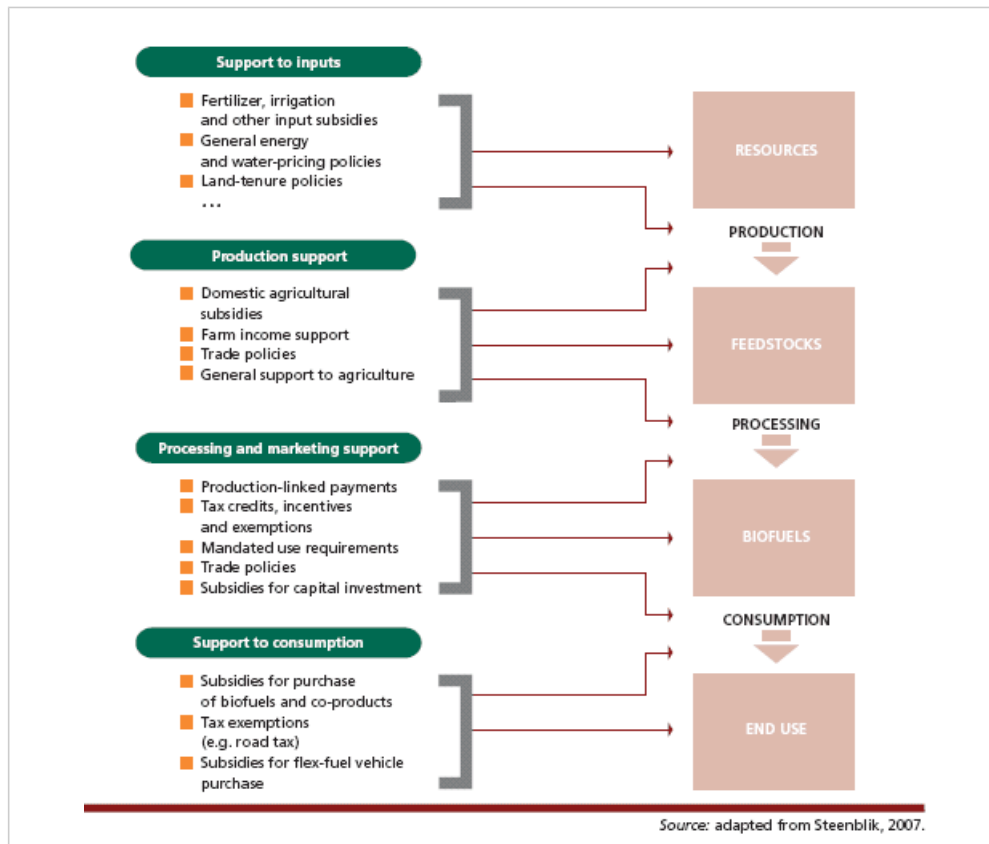 Support to inputs
Fertilizer, irrigation
and other input subsidies
General energy
and water-pricing policies
Land-tenure policies
...
RESOURCES
PRODUCTION
Production support
Domestic agricultural
subsidies
Farm income support
Trade policies
General support to agriculture
FEEDSTOCKS
PROCESSING
Processing and marketing support
Production-linked payments
Tax credits, incentives
and exemptions
Mandated use requirements
Trade policies
Subsidies for capital investment
BIOFUELS
CONSUMPTION
Support to consumption
Subsidies for purchase
of biofuels and co-products
Tax exemptions
(e.g. road tax)
Subsidies for flex-fuel vehicle
purchase
END USE
Source: adapted from Steenblik, 2007.